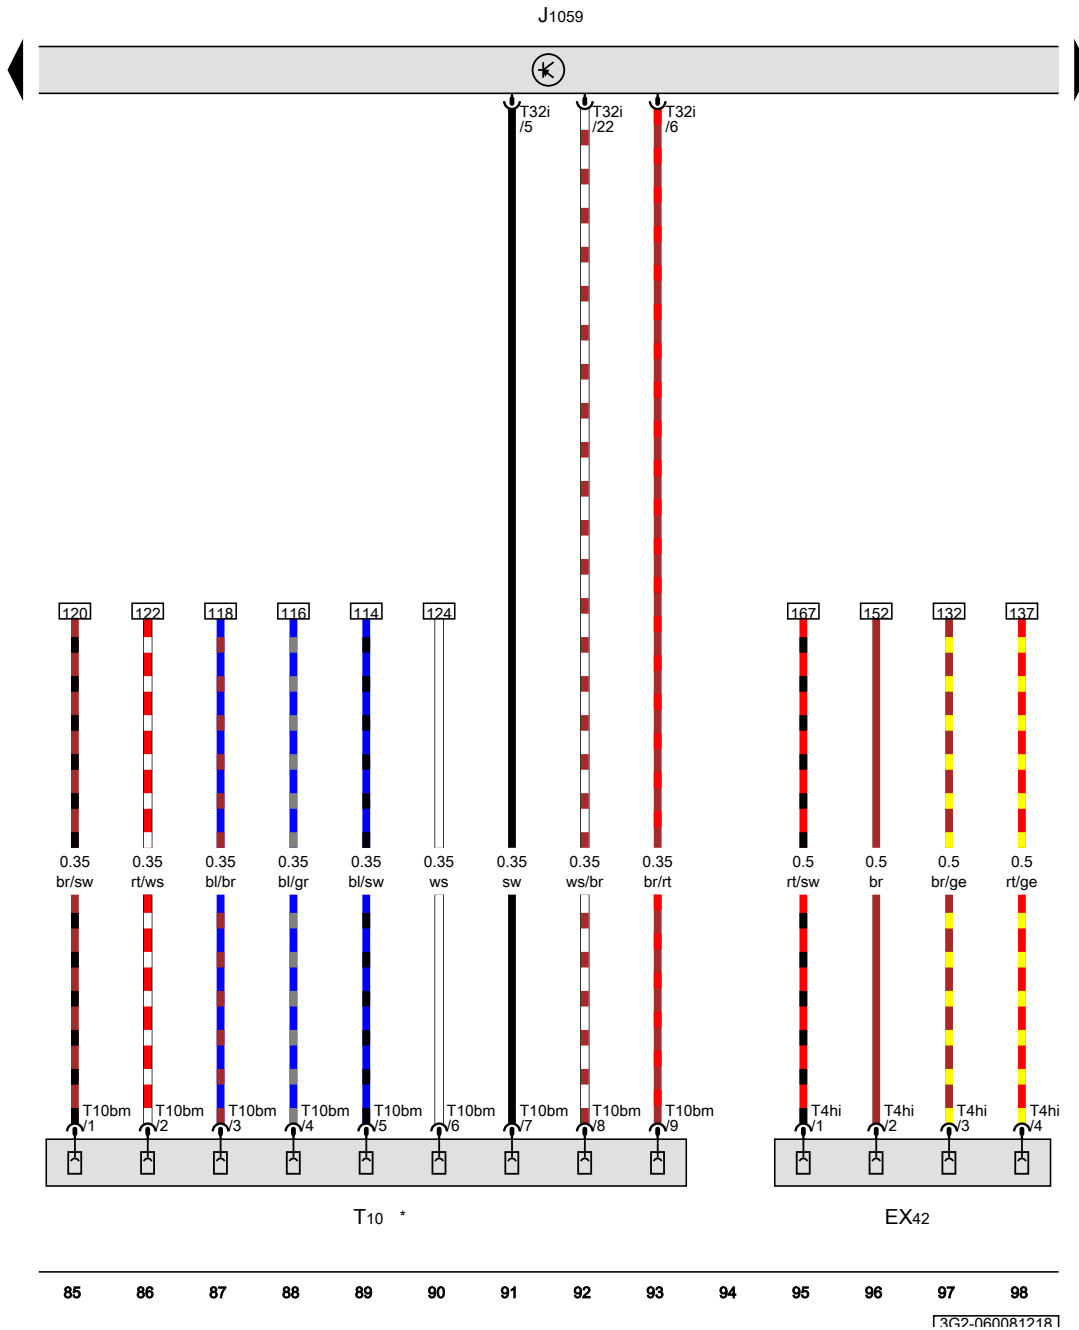 J1059
T32i T32i T32i
/5 /22 /6
120 122 118 116 114 124 167 152 132 137
0.35 0.35 0.35 0.35 0.35 0.35 0.35 0.35 0.35 0.5 0.5 0.5 0.5
br/sw rt/ws bl/br bl/gr bl/sw ws sw ws/br br/rt rt/sw br br/ge rt/ge
T10bm T10bm T10bm T10bm T10bm T10bm T10bm T10bm T10bm T4hi T4hi T4hi T4hi
/1 /2 /3 /4 /5 /6 /7 /8 /9 /1 /2 /3 /4
T10 * EX42
85 86 87 88 89 90 91 92 93 94 95 96 97 98
3G2-060081218